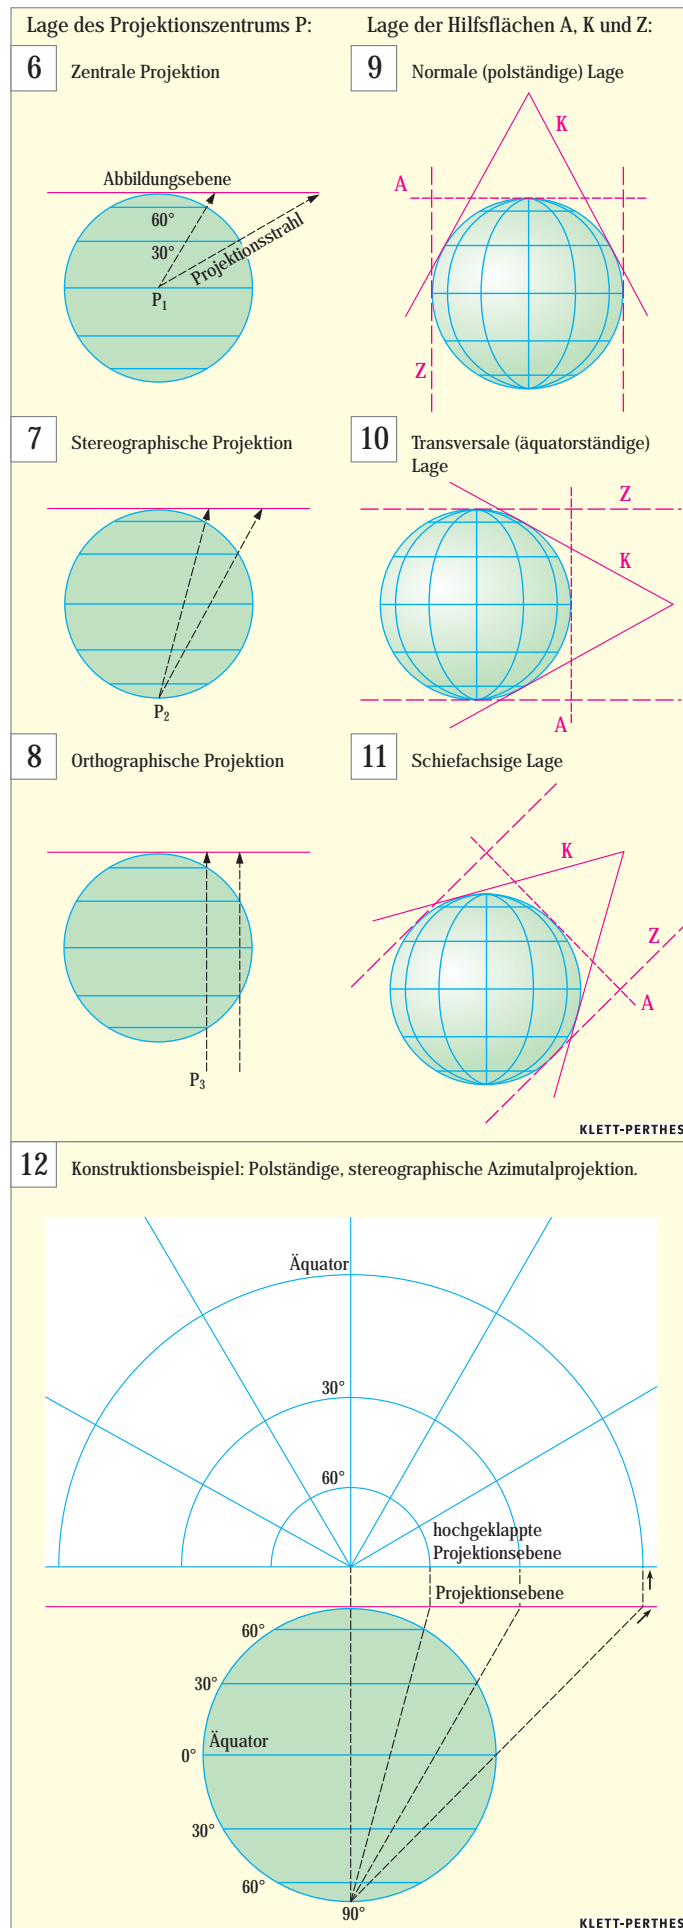 Lage des Projektionszentrums P:
Lage der Hilfsflächen A, K und Z:
6
Zentrale Projektion
Abbildungsebene
60°
30°
Projektionsstrahl
P1
9
Normale (polständige) Lage
K
A
Z
7
Stereographische Projektion
P2
10
Transversale (äquatorständige)
Lage
Z
K
A
8
Orthographische Projektion
P3
11
Schiefachsige Lage
K
Z
A
KLETT-PERTHES
12
Konstruktionsbeispiel: Polständige, stereographische Azimutalprojektion.
Äquator
30°
60°
hochgeklappte
Projektionsebene
Projektionsebene
60°
30°
Äquator
0°
30°
60°
90°
KLETT-PERTHES